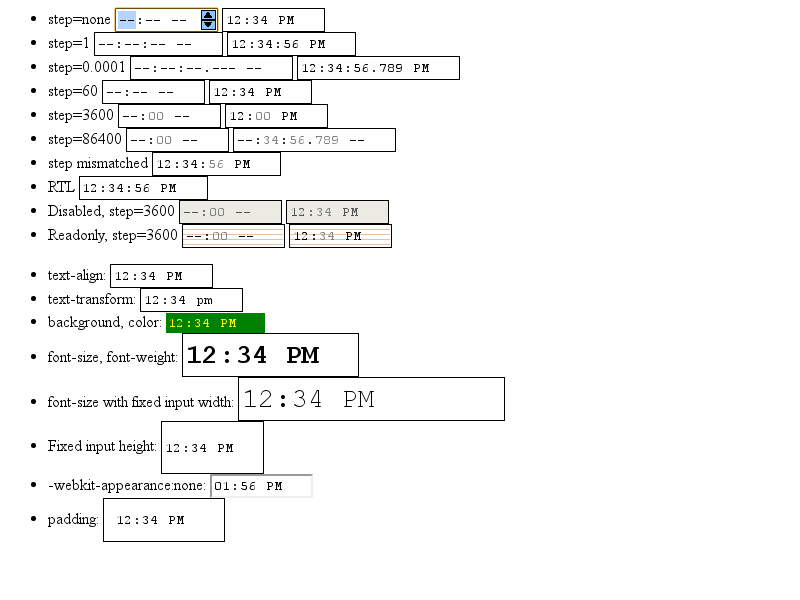 step=none --:-- -- 12:34 PM
step=1 --:--:-- -- 12:34:56 PM
step=0.0001 --:--:--.--- -- 12:34:56.789 PM
step=60 --:-- -- 12:34 PM
step=3600 --:00 -- 12:00 PM
step=86400 --:00 -- --:34:56.789 --
step mismatched 12:34:56 PM
RTL 12:34:56 PM
Disabled, step=3600 --:00 -- 12:34 PM
Readonly, step=3600 --:00 -- 12:34 PM
text-align: 12:34 PM
text-transform: 12:34 pm
background, color: 12:34 PM
font-size, font-weight: 12:34 PM
font-size with fixed input width: 12:34 PM
Fixed input height: 12:34 PM
-webkit-appearance:none: 01:56 PM
padding: 12:34 PM